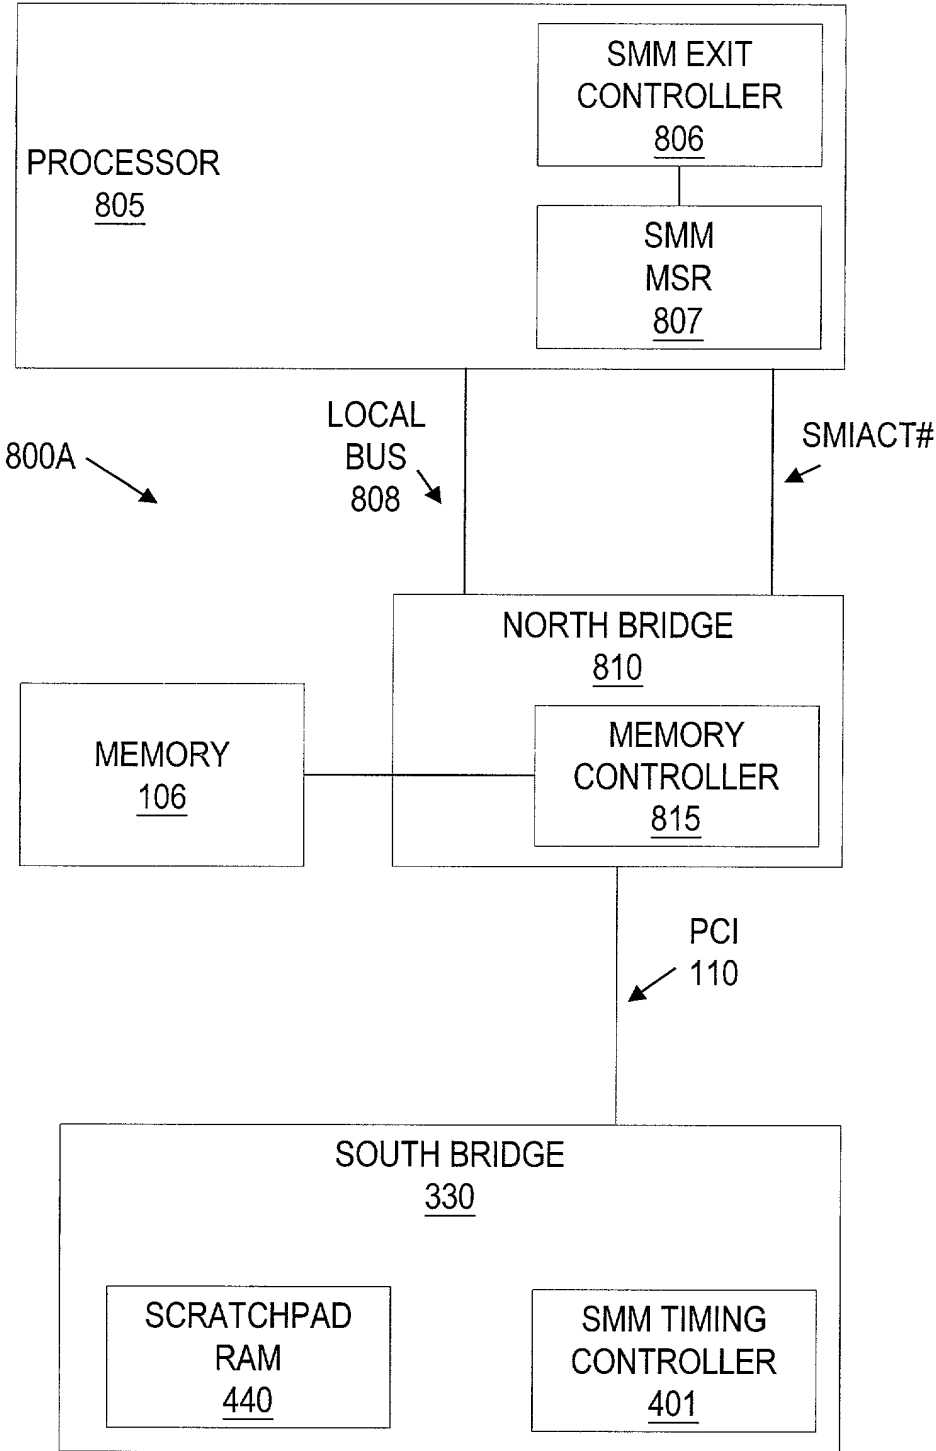 SMM EXIT
CONTROLLER
806
PROCESSOR
805
SMM
MSR
807
LOCAL
BUS
808
SMIACT#
800A
NORTH BRIDGE
810
MEMORY
CONTROLLER
815
MEMORY
106
PCI
110
SOUTH BRIDGE
330
SCRATCHPAD
RAM
440
SMM TIMING
CONTROLLER
401